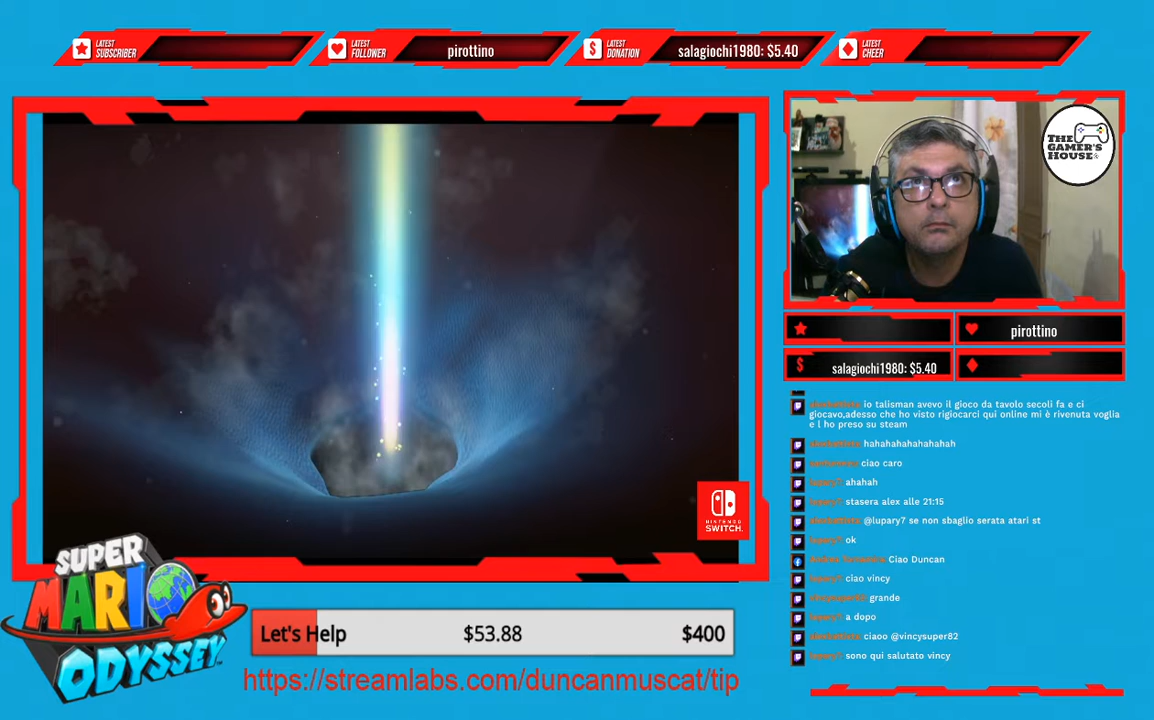 LATEST
SUBSCRIBER
LATEST
FOLLOWER
pirottino
LATEST
DONATION
salagiochi1980: $5.40
LATEST
CHEER
THE
GAMER'S
HOUSE
pirottino
salagiochi1980: $5.40
io talisman avevo il gioco da tavolo secoli fa e ci
giocavo,adesso che ho visto rigiocarci qui online mi è rivenuta voglia
e l ho preso su steam
hahahahahahahahah
ciao caro
ahahah
stasera alex alle 21:15
@lupary7 se non sbaglio serata atari st
ok
Ciao Duncan
ciao vincy
grande
a dopo
ciaoo @vincysuper82
sono qui salutato vincy
NINTENDO
SWITCH
SUPER
MARIO
ODYSSEY
Let's Help
$53.88
$400
https://streamlabs.com/duncanmuscat/tip